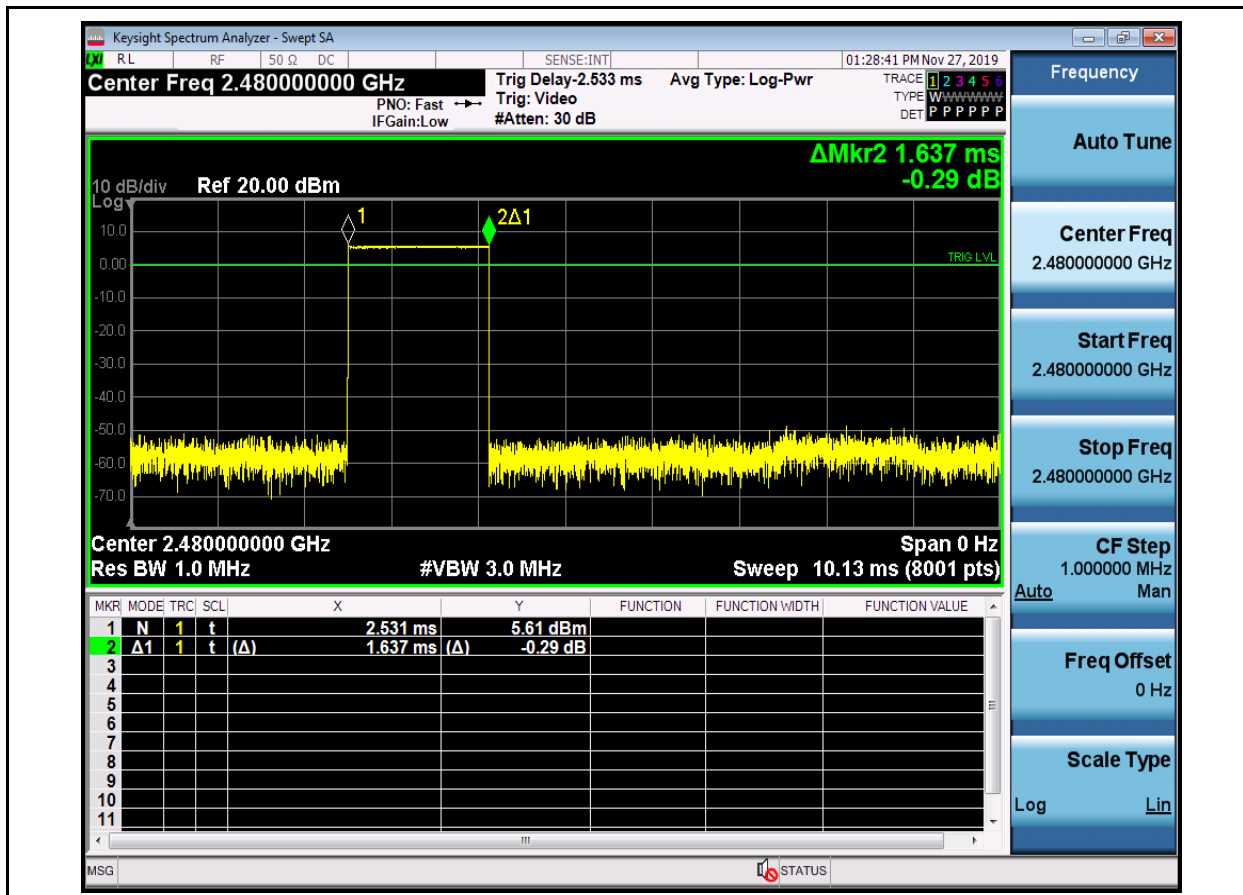 Keysight Spectrum Analyzer - Swept SA
LXI RL RF 50 Ω DC SENSE:INT 01:28:41 PM Nov 27, 2019
Center Freq 2.480000000 GHz
PNO: Fast
IFGain:Low
Trig Delay-2.533 ms
Trig: Video
#Atten: 30 dB
Avg Type: Log-Pwr
TRACE 1 2 3 4 5 6
TYPE WWWWWW
DET P P P P P P
ΔMkr2 1.637 ms
-0.29 dB
10 dB/div Ref 20.00 dBm
Log
10.0
0.00
-10.0
-20.0
-30.0
-40.0
-50.0
-60.0
-70.0
1
2Δ1
TRIG LVL
Center 2.480000000 GHz Span 0 Hz
Res BW 1.0 MHz #VBW 3.0 MHz Sweep 10.13 ms (8001 pts)
MKR MODE TRC SCL X Y FUNCTION FUNCTION WIDTH FUNCTION VALUE
1 N 1 t 2.531 ms 5.61 dBm
2 Δ1 1 t (Δ) 1.637 ms (Δ) -0.29 dB
3
4
5
6
7
8
9
10
11
MSG STATUS
Frequency
Auto Tune
Center Freq
2.480000000 GHz
Start Freq
2.480000000 GHz
Stop Freq
2.480000000 GHz
CF Step
1.000000 MHz
Auto Man
Freq Offset
0 Hz
Scale Type
Log Lin